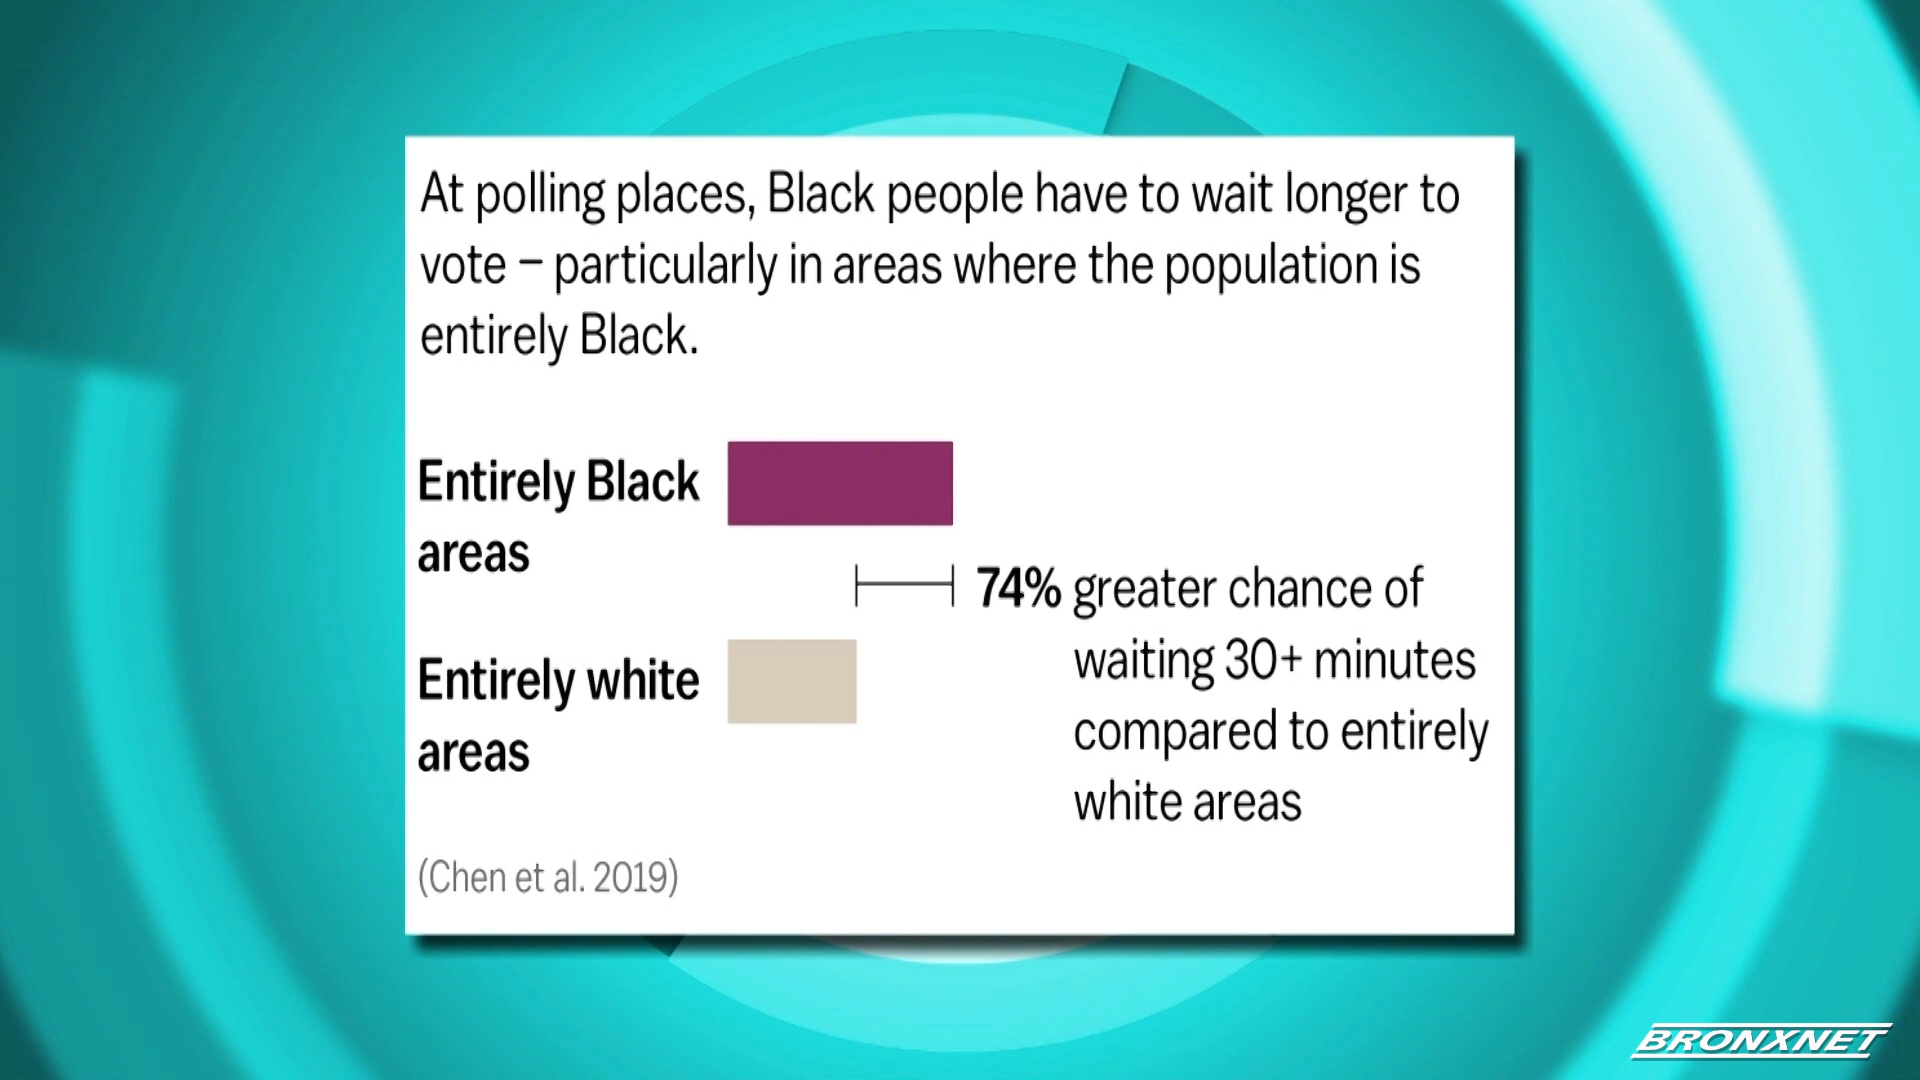 At polling places, Black people have to wait longer to
vote – particularly in areas where the population is
entirely Black.
Entirely Black
areas
74% greater chance of
waiting 30+ minutes
compared to entirely
white areas
Entirely white
areas
(Chen et al. 2019)
BRONXNET